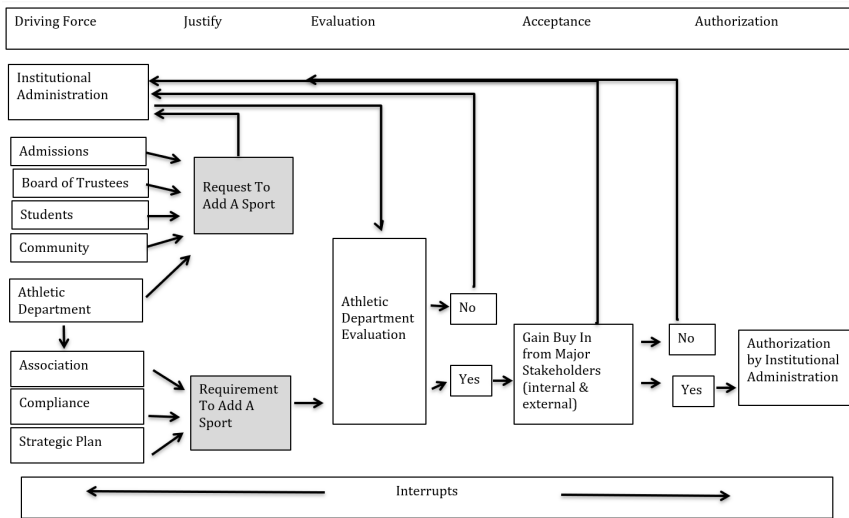 Driving Force Justify Evaluation Acceptance Authorization
Institutional
Administration
Admissions
Board of Trustees
Students
Community
Request To
Add A Sport
Athletic
Department
Association
Compliance
Strategic Plan
Requirement
To Add A
Sport
Athletic
Department
Evaluation
No
Yes
Gain Buy In
from Major
Stakeholders
(internal &
external)
No
Yes
Authorization
by Institutional
Administration
Interrupts